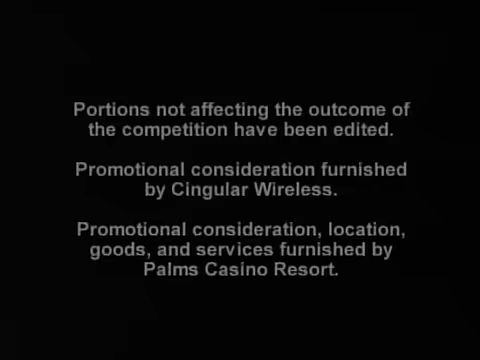 Portions not affecting the outcome of
the competition have been edited.
Promotional consideration furnished
by Cingular Wireless.
Promotional consideration, location,
goods, and services furnished by
Palms Casino Resort.